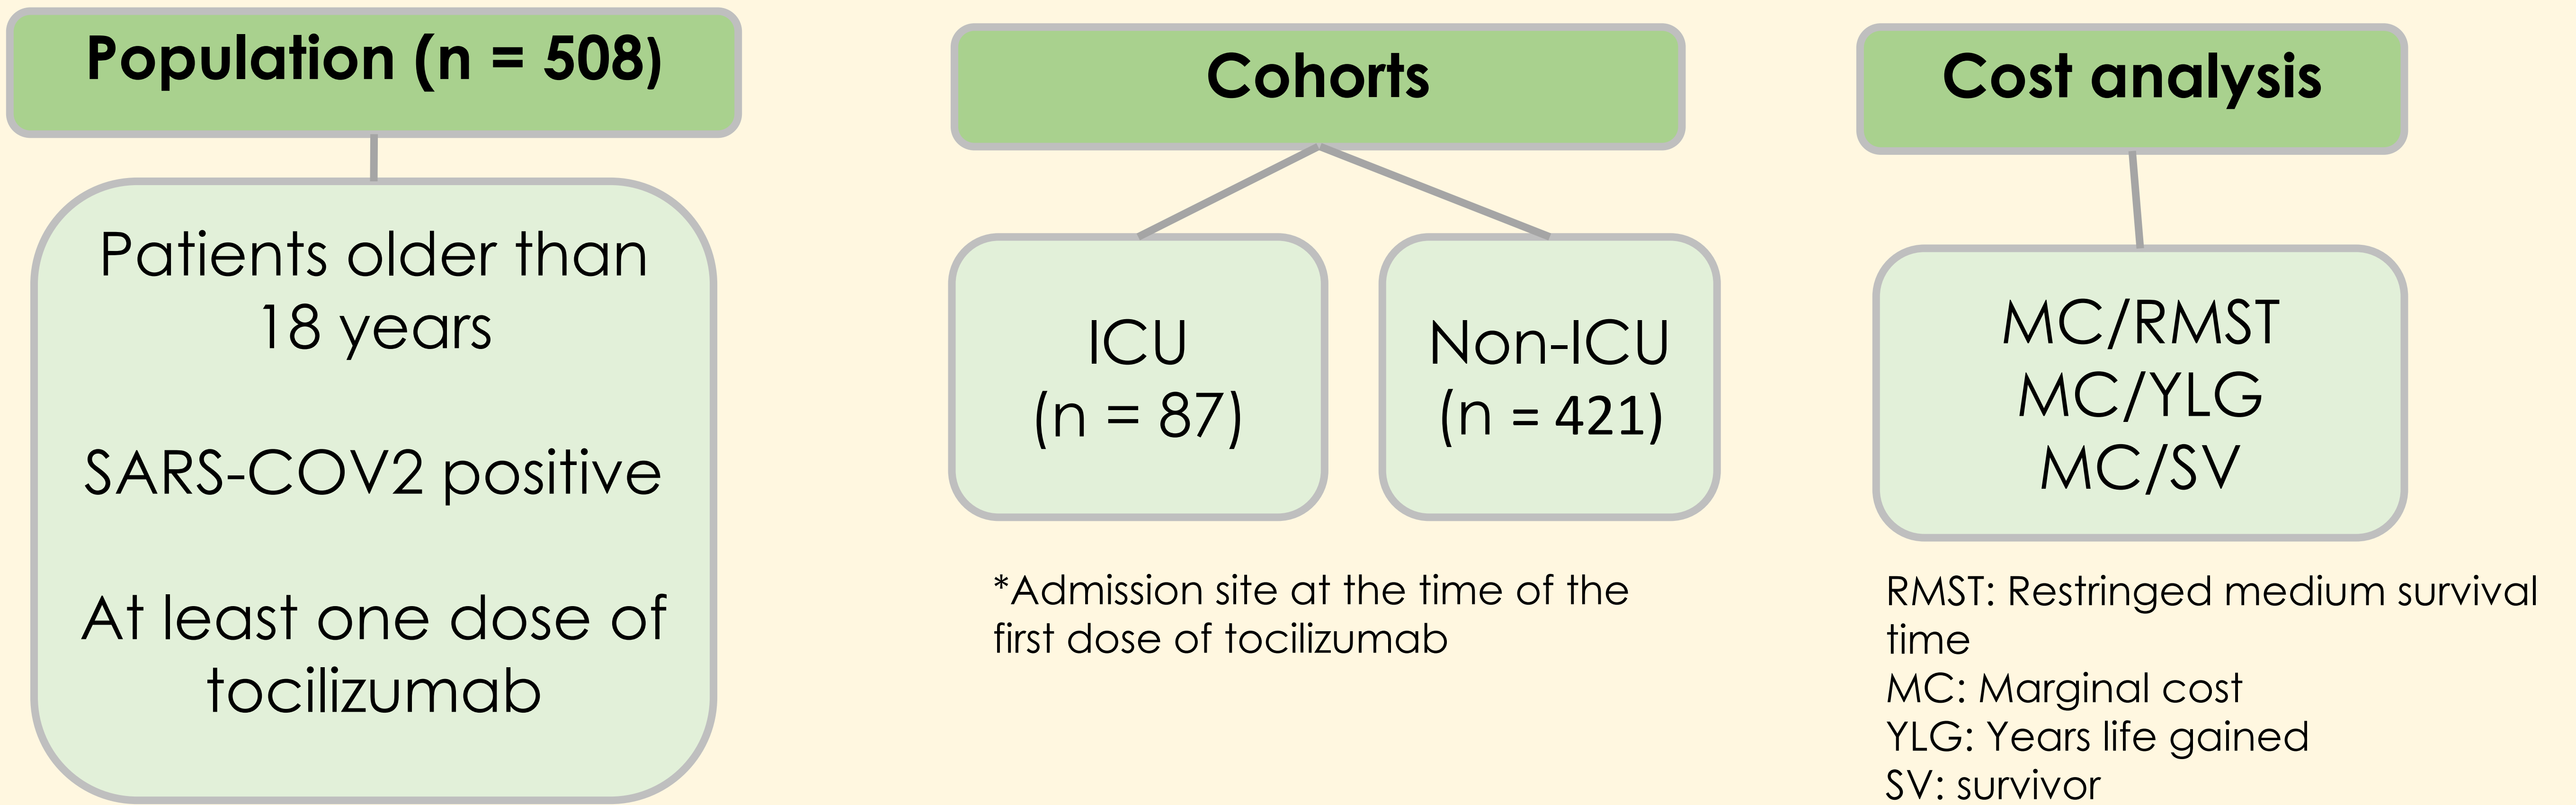 Population (n = 508)
Patients older than
18 years
SARS-COV2 positive
At least one dose of
tocilizumab
Cohorts
ICU
(n = 87)
Non-ICU
(n = 421)
*Admission site at the time of the
first dose of tocilizumab
Cost analysis
MC/RMST
MC/YLG
MC/SV
RMST: Restringed medium survival
time
MC: Marginal cost
YLG: Years life gained
SV: survivor